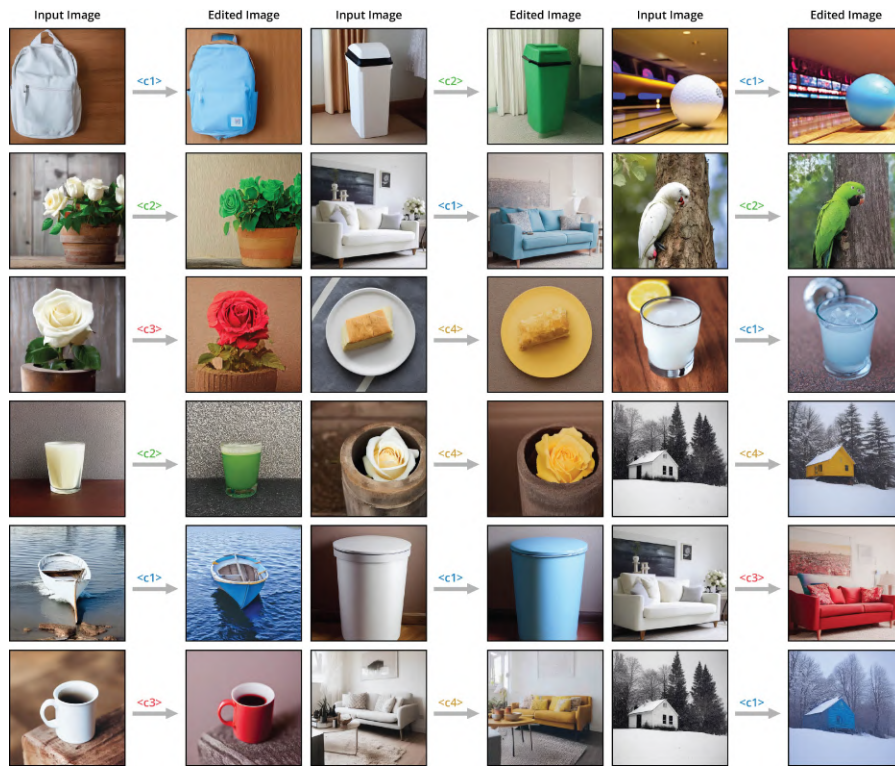 Input Image Edited Image Input Image Edited Image Input Image Edited Image
<c1> <c2> <c1>
<c2> <c1> <c2>
<c3> <c4> <c1>
<c2> <c4> <c4>
<c1> <c1> <c3>
<c3> <c4> <c1>